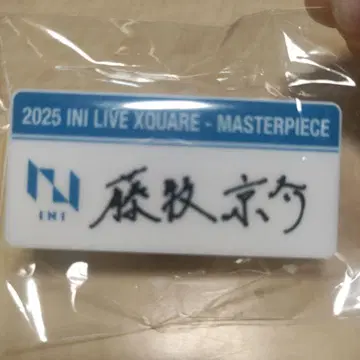 2025 INI LIVE XQUARE - MASTERPIECE
INI
藤牧 京介